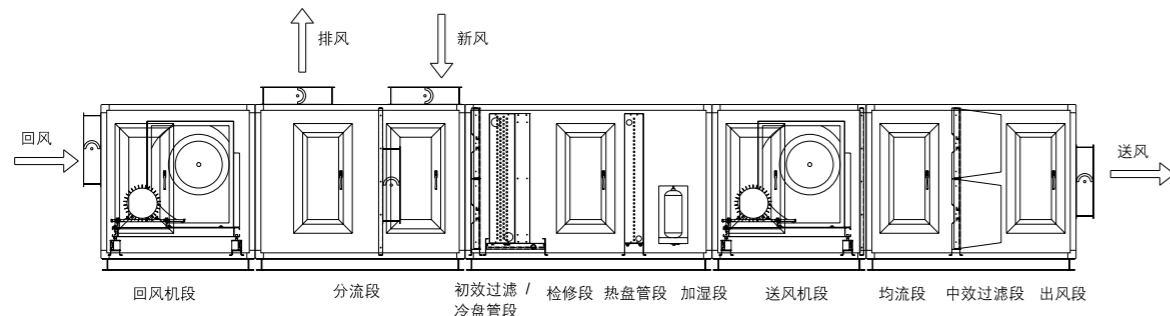 排风
新风
回风
送风
回风机段
分流段
初效过滤 /
冷盘管段
检修段
热盘管段
加湿段
送风机段
均流段
中效过滤段
出风段